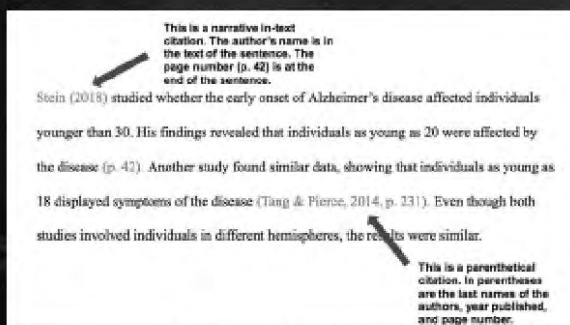 This is a narrative in-text
citation. The author's name is in
the text of the sentence. The
page number (p. 42) is at the
end of the sentence.
Stein (2018) studied whether the early onset of Alzheimer's disease affected individuals
younger than 30. His findings revealed that individuals as young as 20 were affected by
the disease (p. 42). Another study found similar data, showing that individuals as young as
18 displayed symptoms of the disease (Tang & Pierce, 2014, p. 231). Even though both
studies involved individuals in different hemispheres, the results were similar.
This is a parenthetical
citation. In parentheses
are the last names of the
authors, year published,
and page number.